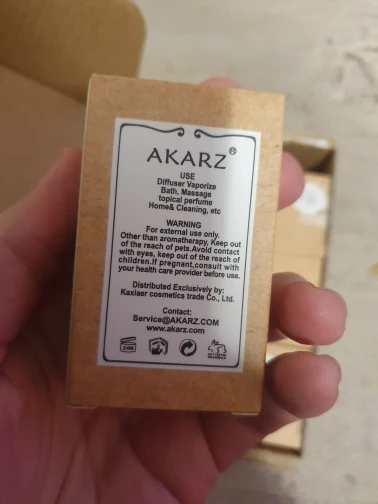 AKARZ®
USE
Diffuser Vaporize
Bath, Massage
topical perfume
Home& Cleaning, etc
WARNING
For external use only.
Other than aromatherapy, Keep out
of the reach of pets.Avoid contact
with eyes, keep out of the reach of
children.If pregnant,consult with
your health care provider before use.
Distributed Exclusively by:
Kaxlaer cosmetics trade Co., Ltd.
Contact:
Service@AKARZ.COM
www.akarz.com